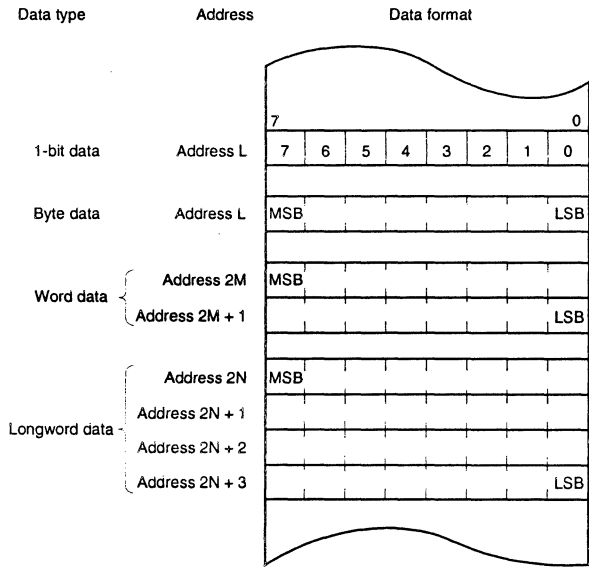 Data type Address Data format
7 0
1-bit data Address L 7 6 5 4 3 2 1 0
Byte data Address L MSB LSB
Address 2M MSB
Word data
Address 2M + 1 LSB
Address 2N MSB
Address 2N + 1
Longword data
Address 2N + 2
Address 2N + 3 LSB